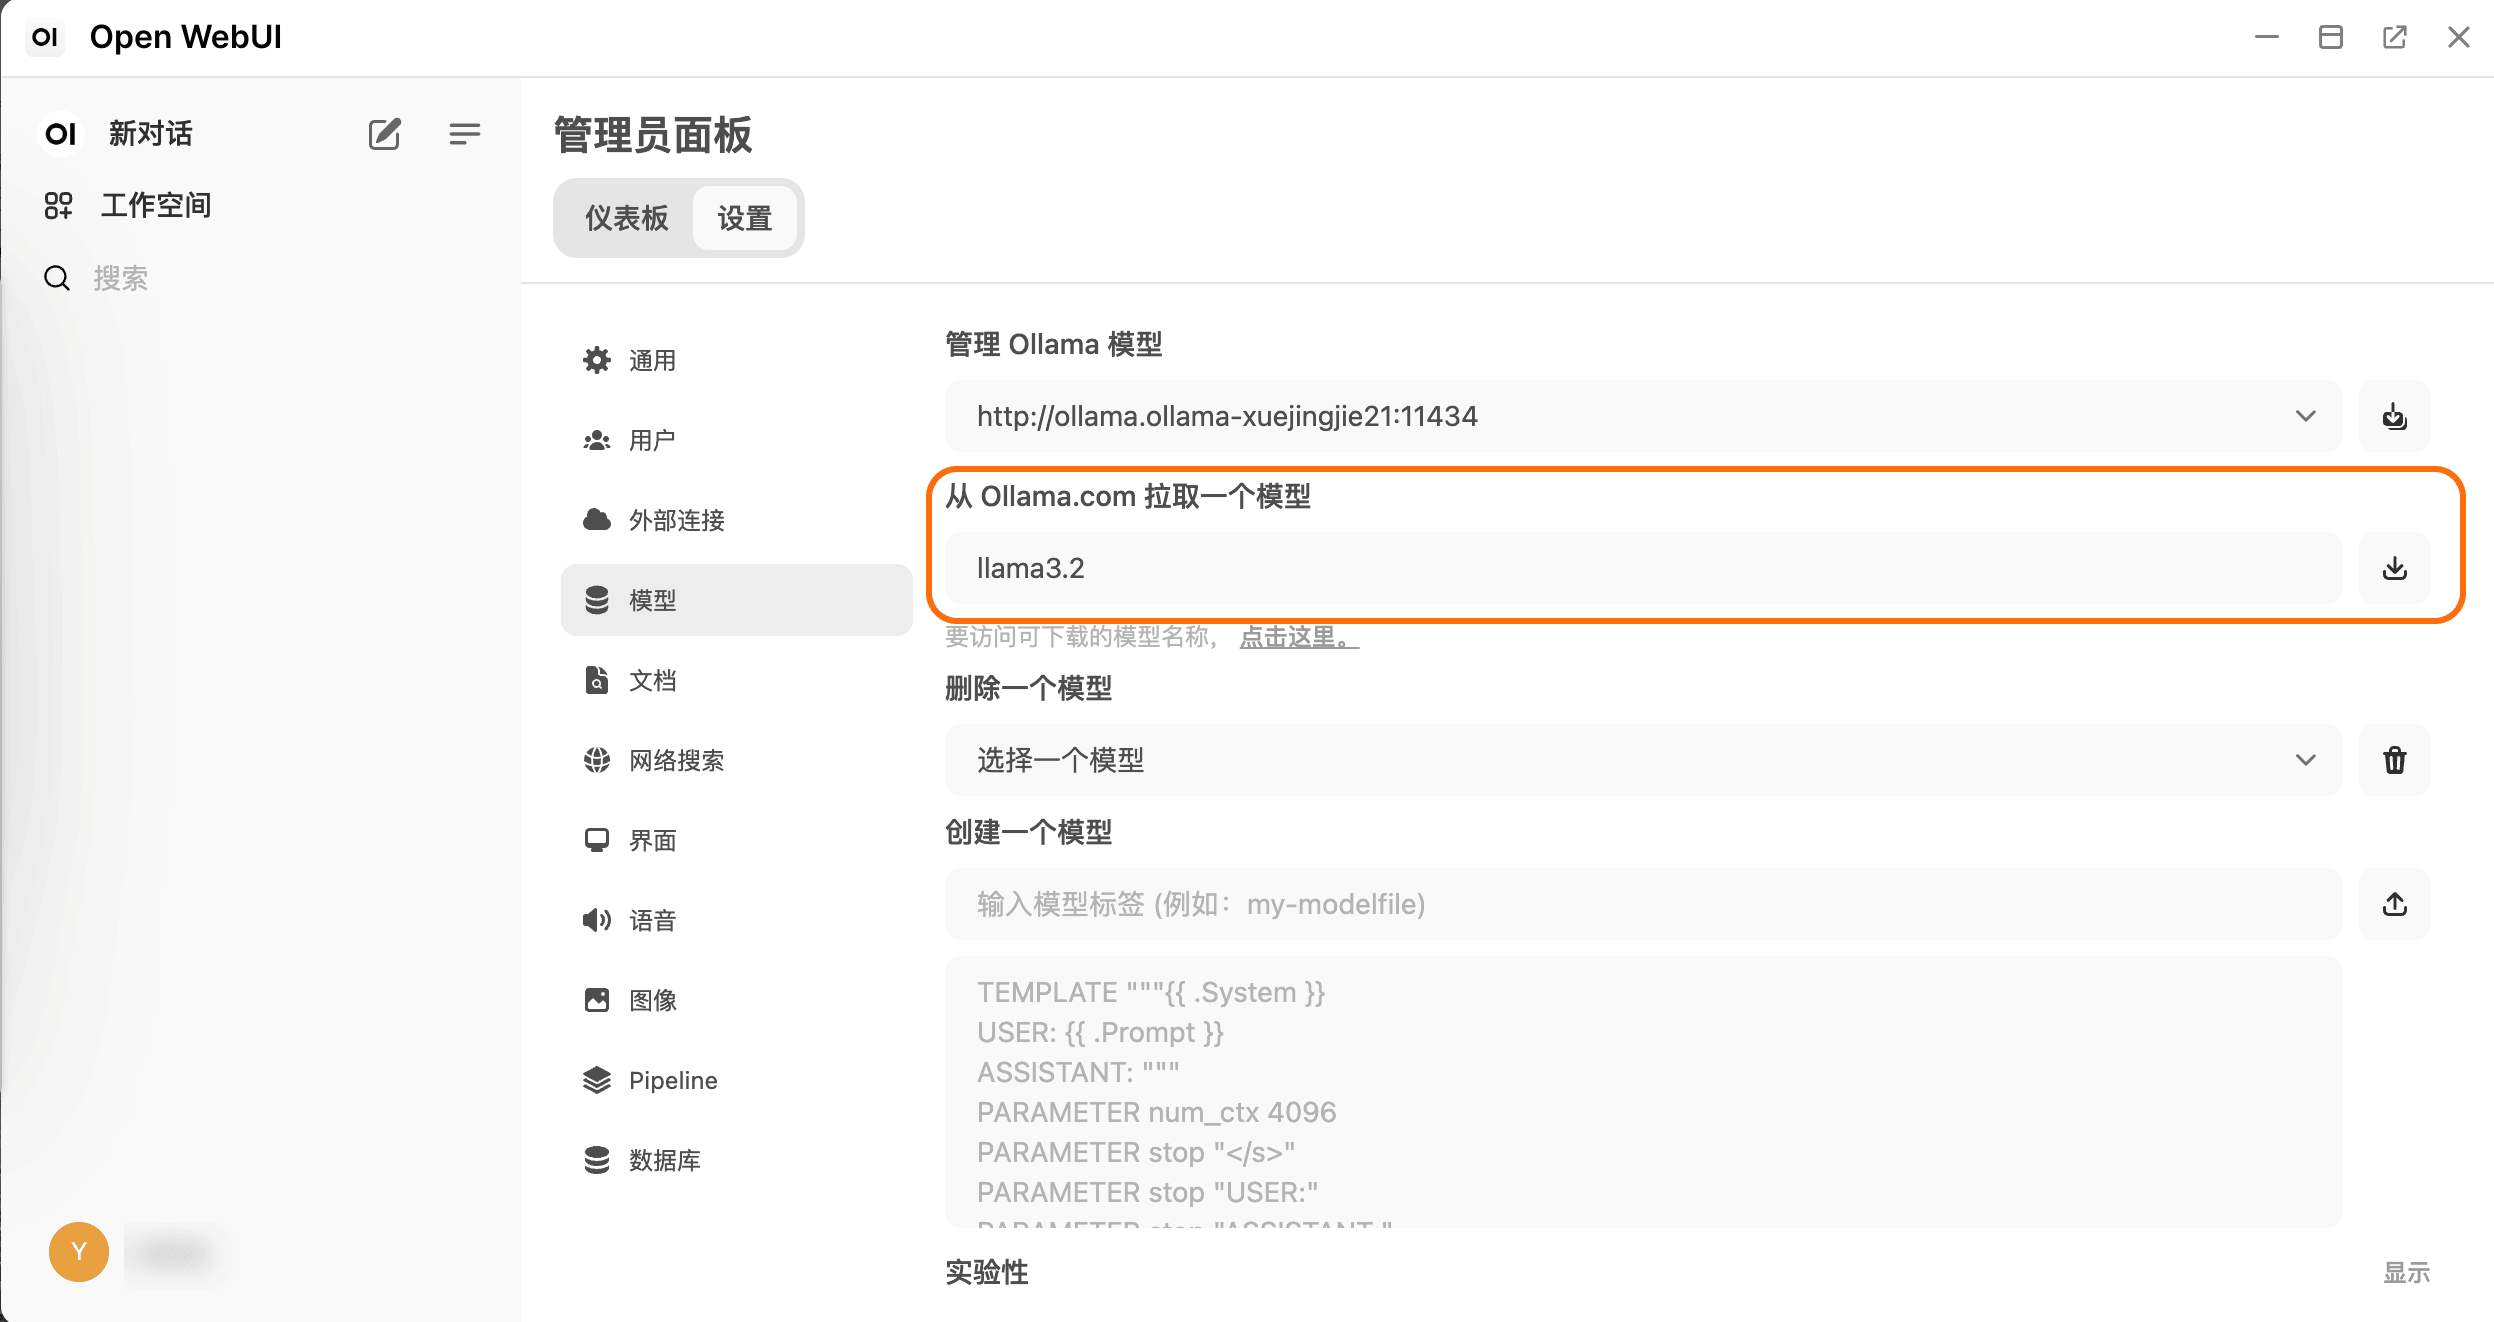 OI Open WebUI
OI 新对话
工作空间
搜索
管理员面板
仪表板 设置
通用
用户
外部连接
模型
文档
网络搜索
界面
语音
图像
Pipeline
数据库
管理 Ollama 模型
http://ollama.ollama-xuejingjie21:11434
从 Ollama.com 拉取一个模型
llama3.2
要访问可下载的模型名称， 点击这里。
删除一个模型
选择一个模型
创建一个模型
输入模型标签 (例如：my-modelfile)
TEMPLATE """{{ .System }}
USER: {{ .Prompt }}
ASSISTANT: """
PARAMETER num_ctx 4096
PARAMETER stop "</s>"
PARAMETER stop "USER:"
PARAMETER stop "ASSISTANT:"
实验性 显示
Y